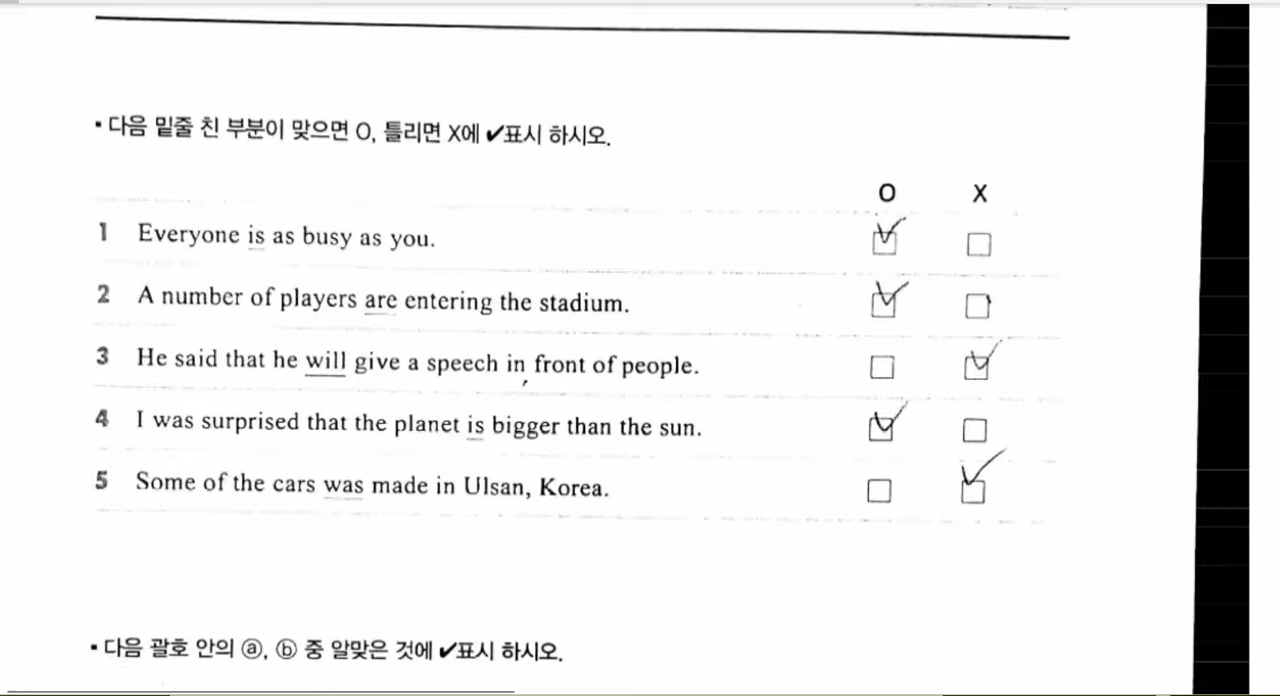 ▪ 다음 밑줄 친 부분이 맞으면 O, 틀리면 X에 ✔표시 하시오.
O X
1 Everyone is as busy as you.
2 A number of players are entering the stadium.
3 He said that he will give a speech in front of people.
4 I was surprised that the planet is bigger than the sun.
5 Some of the cars was made in Ulsan, Korea.
▪ 다음 괄호 안의 ⓐ, ⓑ 중 알맞은 것에 ✔표시 하시오.